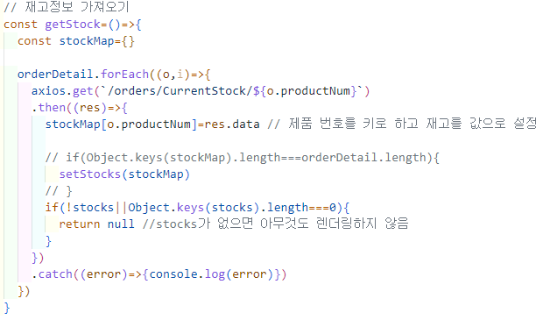 // 재고정보 가져오기
const getStock=()=>{
  const stockMap={}

  orderDetail.forEach((o,i)=>{
    axios.get(`/orders/CurrentStock/${o.productNum}`)
    .then((res)=>{
      stockMap[o.productNum]=res.data // 제품 번호를 키로 하고 재고를 값으로 설정

      // if(Object.keys(stockMap).length===orderDetail.length){
        setStocks(stockMap)
      // }
      if(!stocks||Object.keys(stocks).length===0){
        return null //stocks가 없으면 아무것도 렌더링하지 않음
      }
    })
    .catch((error)=>{console.log(error)})
  })
}